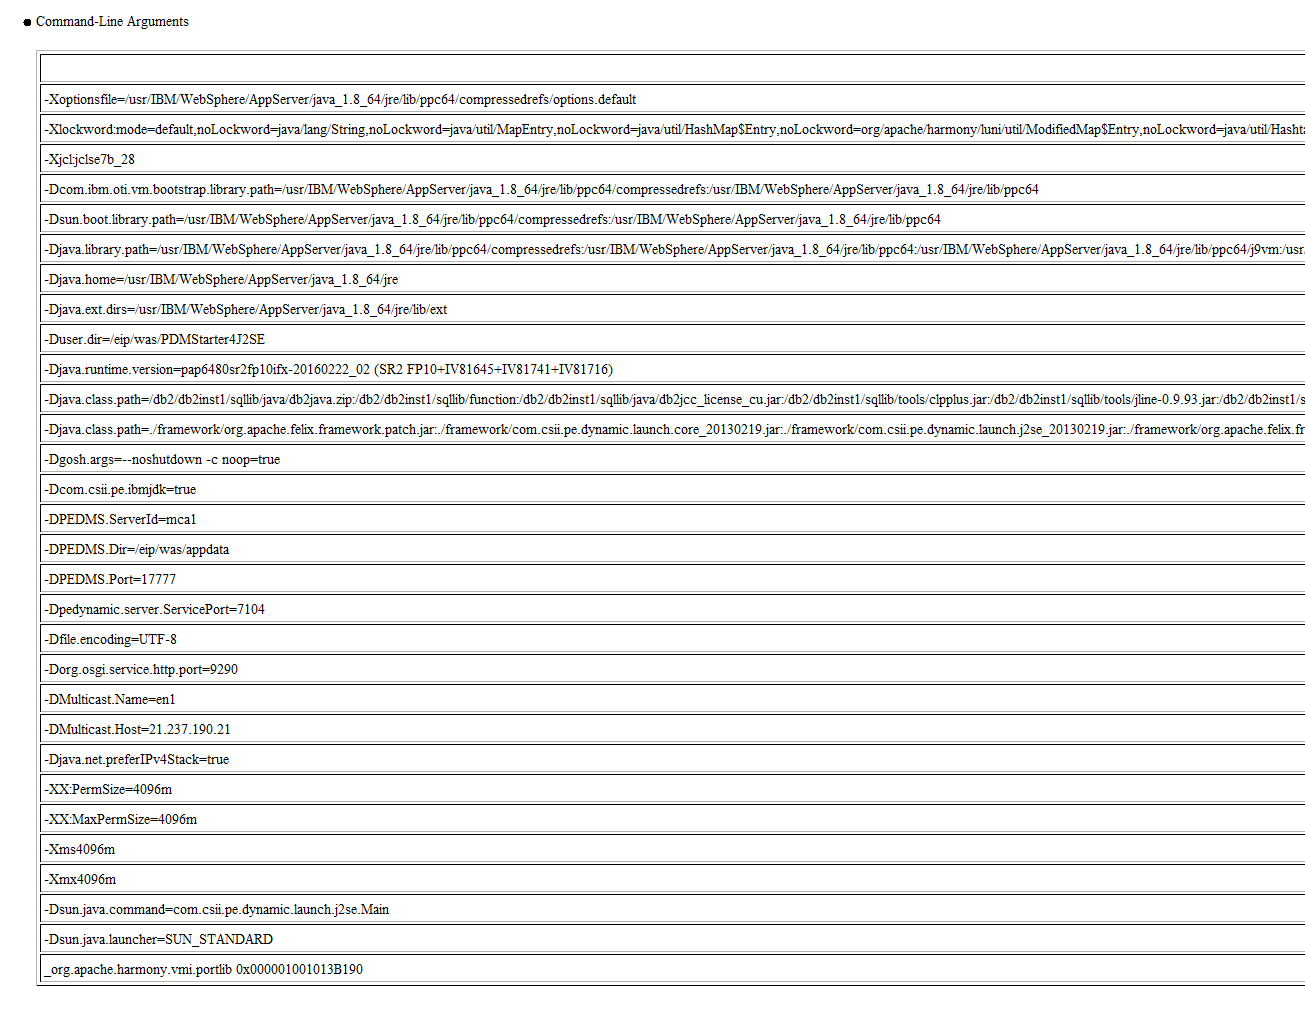 Command-Line Arguments
-Xoptionsfile=/usr/IBM/WebSphere/AppServer/java_1.8_64/jre/lib/ppc64/compressedrefs/options.default
-Xlockword:mode=default,noLockword=java/lang/String,noLockword=java/util/MapEntry,noLockword=java/util/HashMap$Entry,noLockword=org/apache/harmony/luni/util/ModifiedMap$Entry,noLockword=java/util/Hashta
-Xjcl:jclse7b_28
-Dcom.ibm.oti.vm.bootstrap.library.path=/usr/IBM/WebSphere/AppServer/java_1.8_64/jre/lib/ppc64/compressedrefs:/usr/IBM/WebSphere/AppServer/java_1.8_64/jre/lib/ppc64
-Dsun.boot.library.path=/usr/IBM/WebSphere/AppServer/java_1.8_64/jre/lib/ppc64/compressedrefs:/usr/IBM/WebSphere/AppServer/java_1.8_64/jre/lib/ppc64
-Djava.library.path=/usr/IBM/WebSphere/AppServer/java_1.8_64/jre/lib/ppc64/compressedrefs:/usr/IBM/WebSphere/AppServer/java_1.8_64/jre/lib/ppc64:/usr/IBM/WebSphere/AppServer/java_1.8_64/jre/lib/ppc64/j9vm:/usr
-Djava.home=/usr/IBM/WebSphere/AppServer/java_1.8_64/jre
-Djava.ext.dirs=/usr/IBM/WebSphere/AppServer/java_1.8_64/jre/lib/ext
-Duser.dir=/eip/was/PDMStarter4J2SE
-Djava.runtime.version=pap6480sr2fp10ifx-20160222_02 (SR2 FP10+IV81645+IV81741+IV81716)
-Djava.class.path=/db2/db2inst1/sqllib/java/db2java.zip:/db2/db2inst1/sqllib/function:/db2/db2inst1/sqllib/java/db2jcc_license_cu.jar:/db2/db2inst1/sqllib/tools/clpplus.jar:/db2/db2inst1/sqllib/tools/jline-0.9.93.jar:/db2/db2inst1/s
-Djava.class.path=./framework/org.apache.felix.framework.patch.jar:./framework/com.csii.pe.dynamic.launch.core_20130219.jar:./framework/com.csii.pe.dynamic.launch.j2se_20130219.jar:./framework/org.apache.felix.fr
-Dgosh.args=--noshutdown -c noop=true
-Dcom.csii.pe.ibmjdk=true
-DPEDMS.ServerId=mca1
-DPEDMS.Dir=/eip/was/appdata
-DPEDMS.Port=17777
-Dpedynamic.server.ServicePort=7104
-Dfile.encoding=UTF-8
-Dorg.osgi.service.http.port=9290
-DMulticast.Name=en1
-DMulticast.Host=21.237.190.21
-Djava.net.preferIPv4Stack=true
-XX:PermSize=4096m
-XX:MaxPermSize=4096m
-Xms4096m
-Xmx4096m
-Dsun.java.command=com.csii.pe.dynamic.launch.j2se.Main
-Dsun.java.launcher=SUN_STANDARD
_org.apache.harmony.vmi.portlib 0x000001001013B190